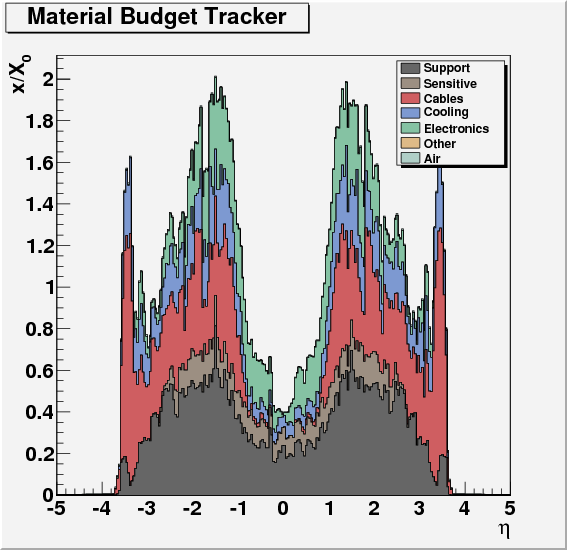 Material Budget Tracker
x/X0
2
1.8
1.6
1.4
1.2
1
0.8
0.6
0.4
0.2
0
Support
Sensitive
Cables
Cooling
Electronics
Other
Air
-5 -4 -3 -2 -1 0 1 2 3 4 5
η